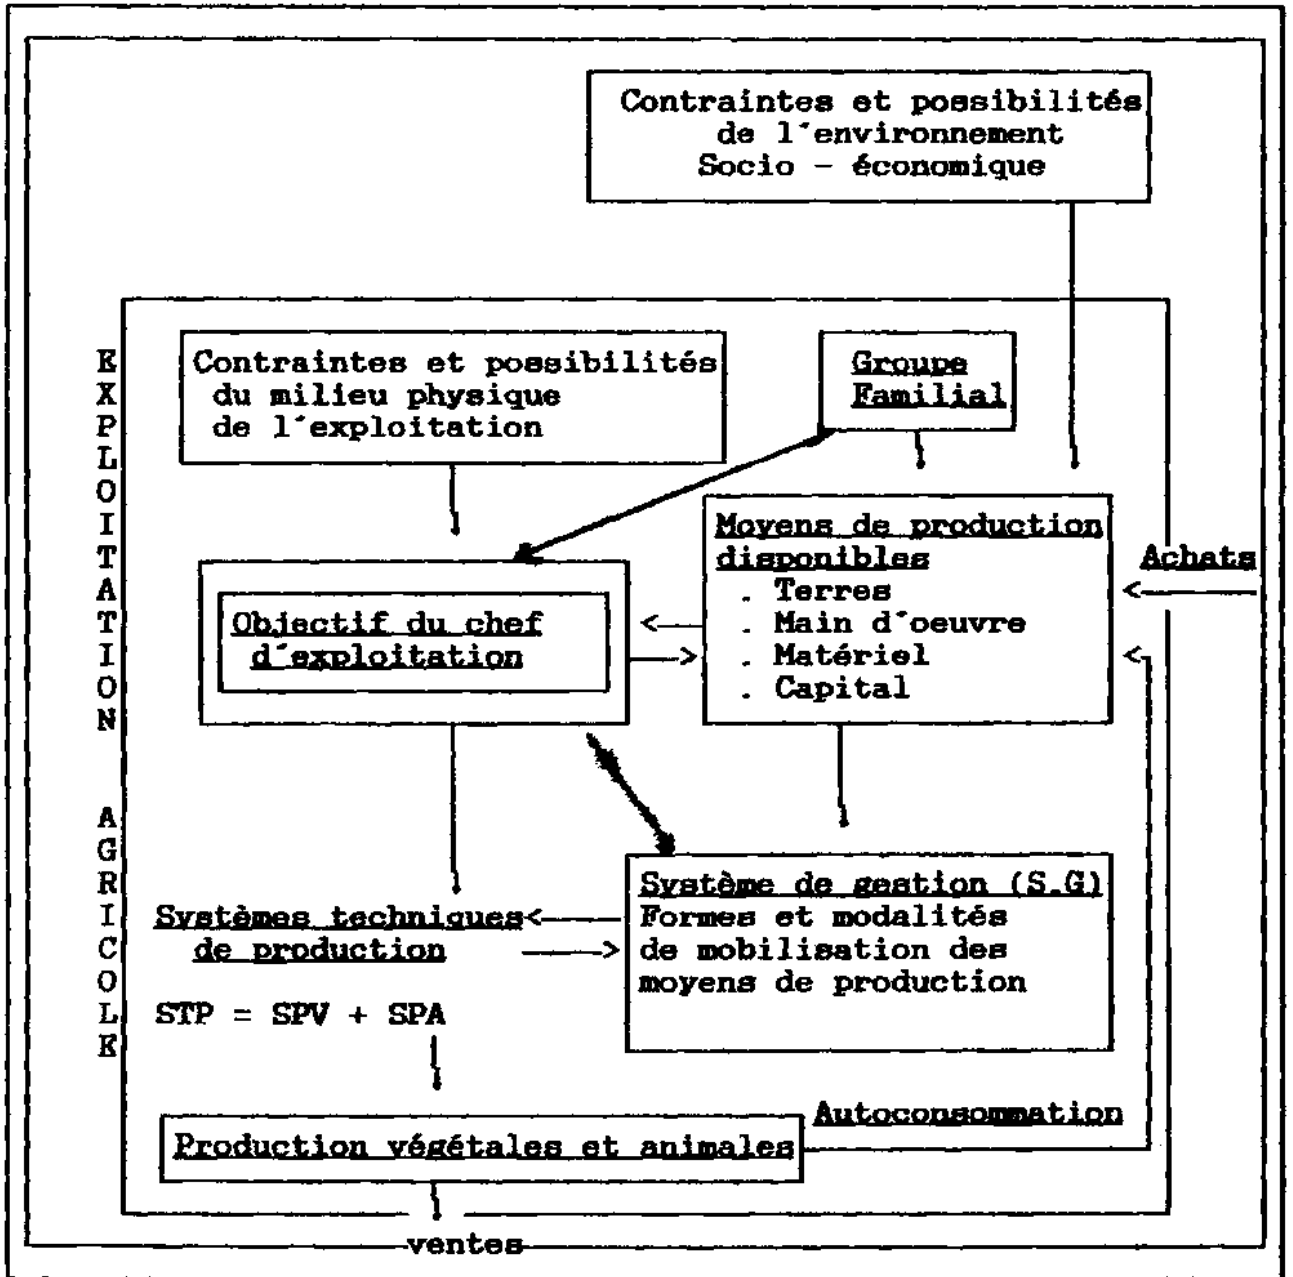 Contraintes et possibilités
de l'environnement
Socio - économique
EXPLOITATION AGRICOLE
Contraintes et possibilités
du milieu physique
de l'exploitation
Groupe
Familial
Moyens de production
disponibles
. Terres
. Main d'oeuvre
. Matériel
. Capital
Achats
Objectif du chef
d'exploitation
Système de gestion (S.G)
Formes et modalités
de mobilisation des
moyens de production
Systèmes techniques
de production
STP = SPV + SPA
Autoconsommation
Production végétales et animales
ventes